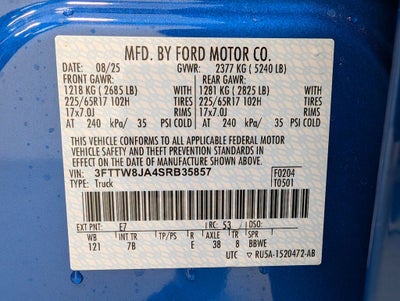 MFD. BY FORD MOTOR CO.
DATE: 08/25 GVWR: 2377 KG ( 5240 LB)
FRONT GAWR: REAR GAWR:
1218 KG ( 2685 LB) 1281 KG ( 2825 LB)
225/65R17 102H TIRES 225/65R17 102H TIRES
17x7.0J RIMS 17x7.0J RIMS
AT 240 kPa/ 35 PSI COLD AT 240 kPa/ 35 PSI COLD
THIS VEHICLE CONFORMS TO ALL APPLICABLE FEDERAL MOTOR
VEHICLE SAFETY AND THEFT PREVENTION STANDARDS IN
EFFECT ON THE DATE OF MANUFACTURE SHOWN ABOVE.
VIN: 3FTTW8JA4SRB35857 F0204
TYPE: Truck T0501
EXT PNT: E7 RC: 53 DSO:
WB INT TR TP/PS R AXLE TR SPR
121 7B E 38 8 BBWE
UTC RU5A-1520472-AB